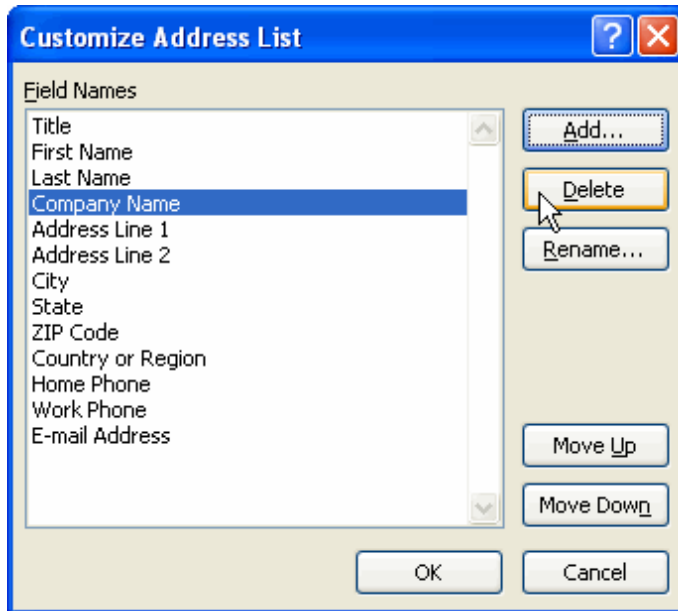 Customize Address List
Field Names
Title
First Name
Last Name
Company Name
Address Line 1
Address Line 2
City
State
ZIP Code
Country or Region
Home Phone
Work Phone
E-mail Address
Add...
Delete
Rename...
Move Up
Move Down
OK
Cancel